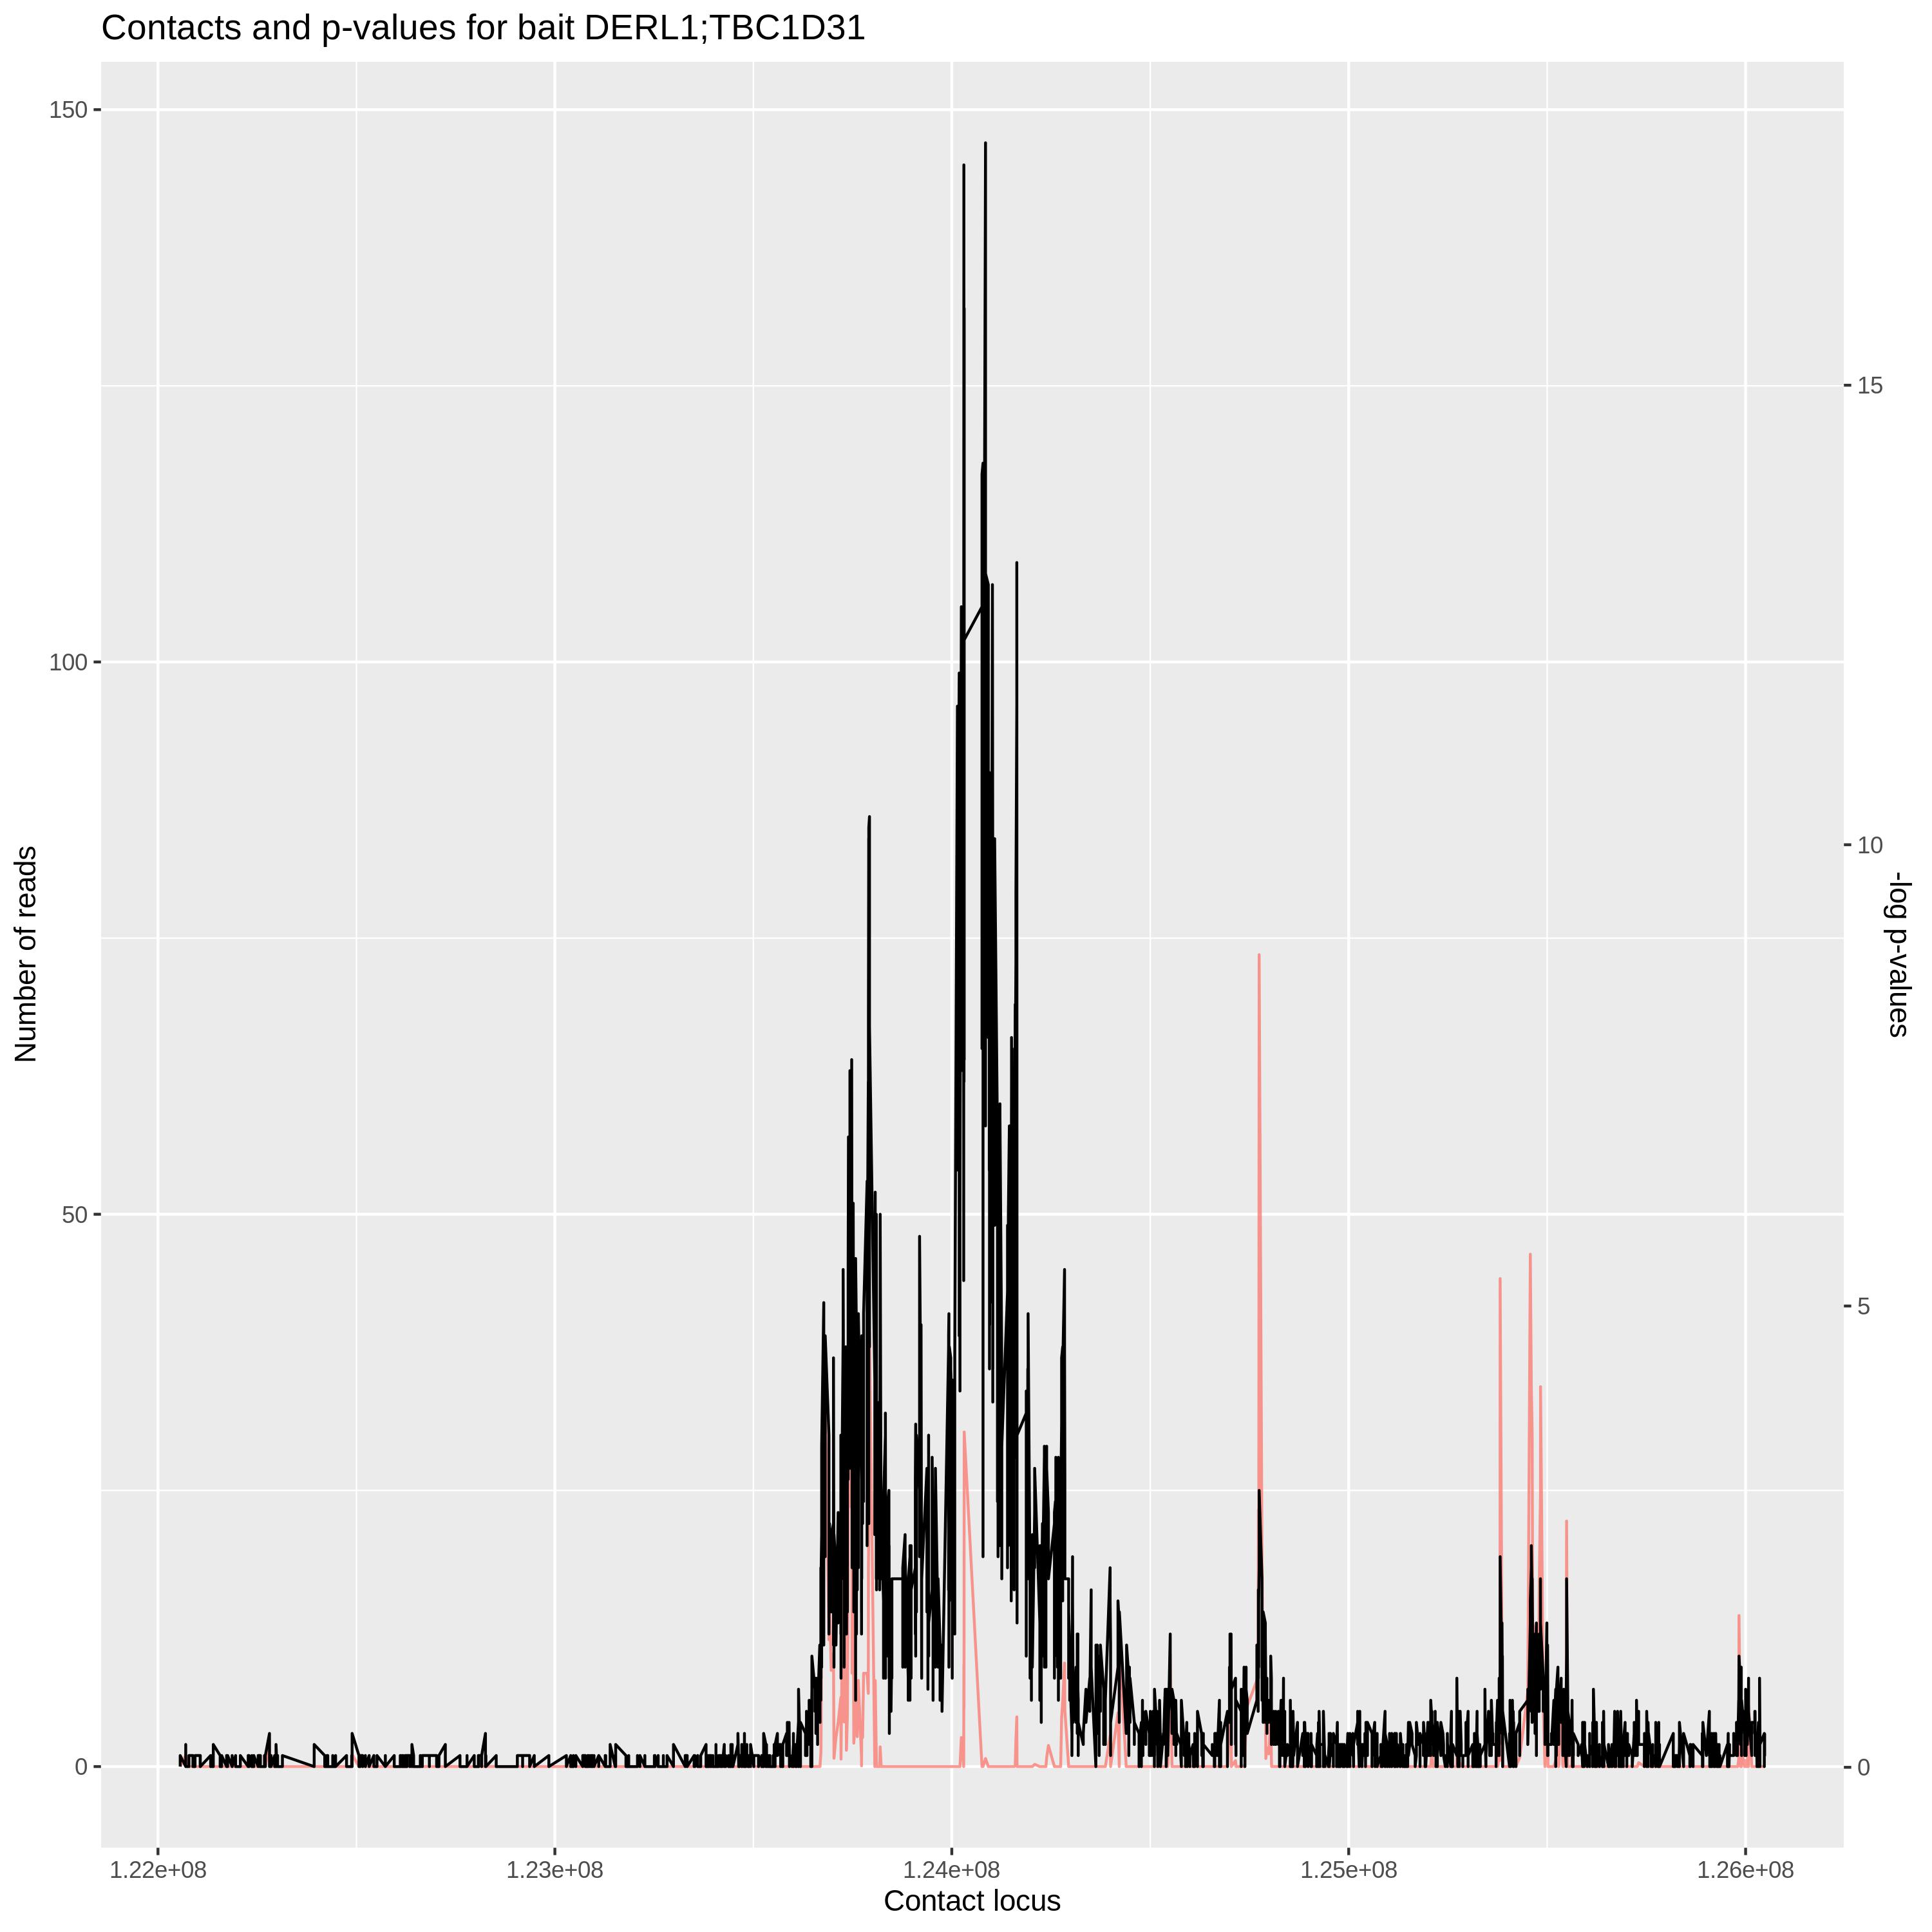 Contacts and p-values for bait DERL1;TBC1D31
150
100
50
0
Number of reads
15
10
5
0
-log p-values
1.22e+08
1.23e+08
1.24e+08
1.25e+08
1.26e+08
Contact locus